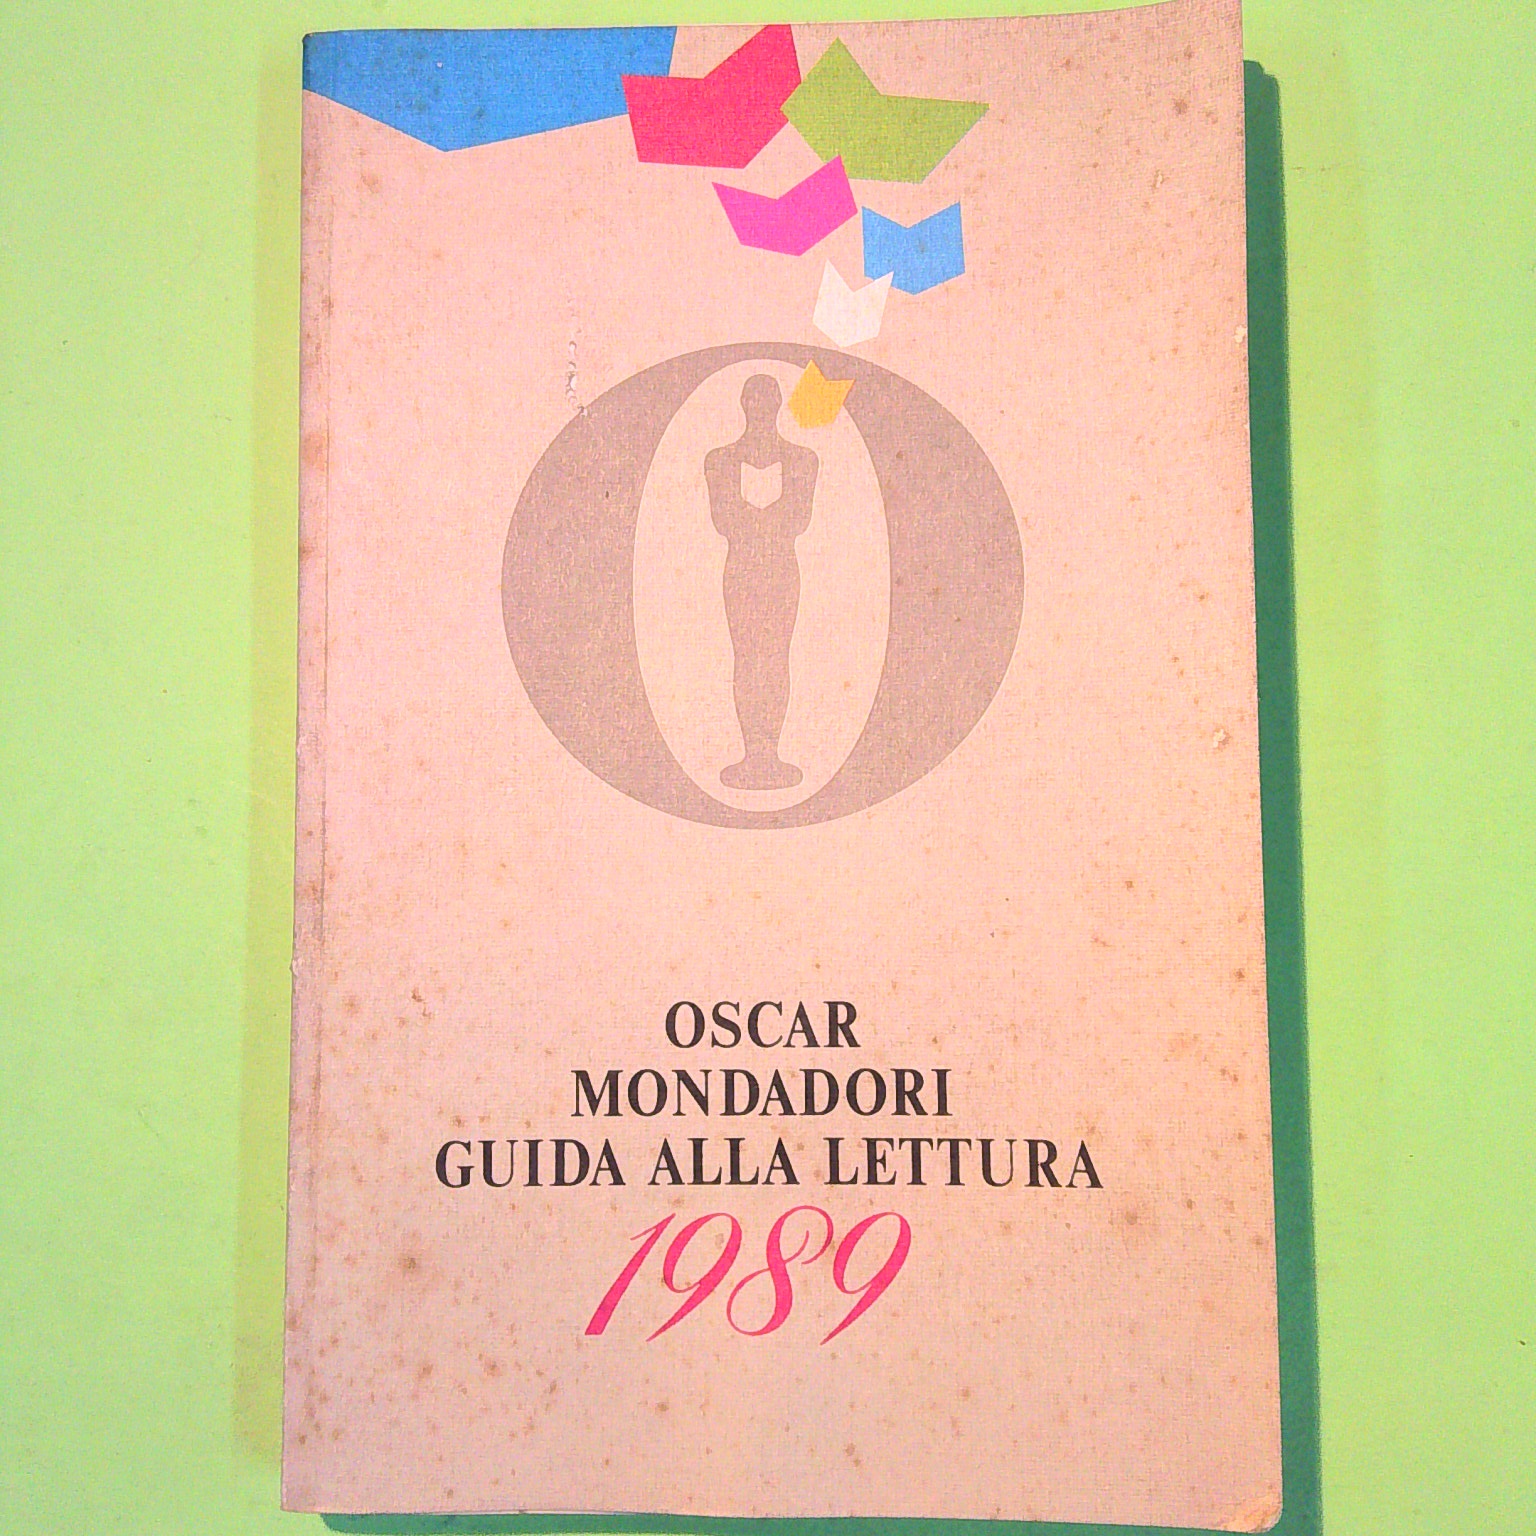 OSCAR
MONDADORI
GUIDA ALLA LETTURA
1989